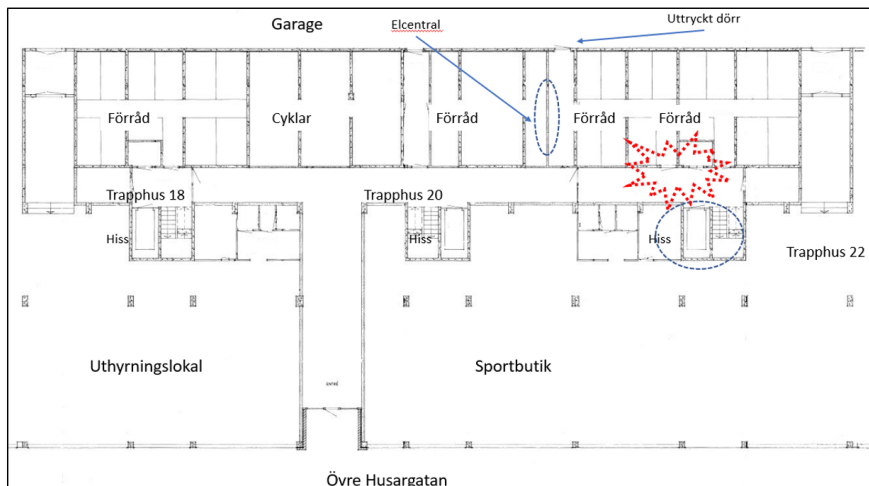 Garage
Elcentral
Uttryckt dörr
Förråd
Cyklar
Förråd
Förråd
Förråd
Trapphus 18
Trapphus 20
Hiss
Hiss
Hiss
Trapphus 22
Uthyrningslokal
Sportbutik
ENTRÉ
Övre Husargatan